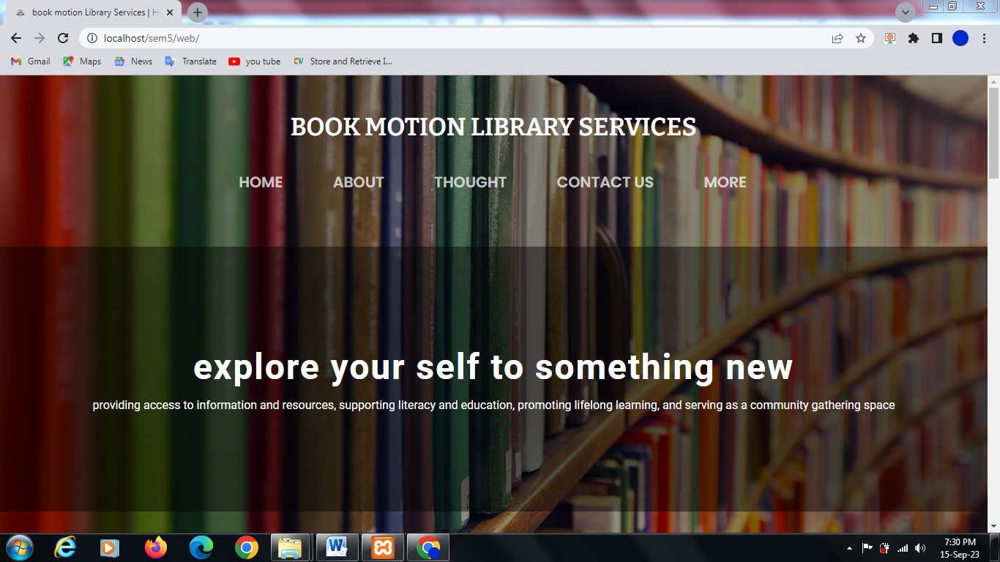 book motion Library Services | H
localhost/sem5/web/
Gmail Maps News Translate you tube Store and Retrieve I...
BOOK MOTION LIBRARY SERVICES
HOME ABOUT THOUGHT CONTACT US MORE
explore your self to something new
providing access to information and resources, supporting literacy and education, promoting lifelong learning, and serving as a community gathering space
7:30 PM
15-Sep-23